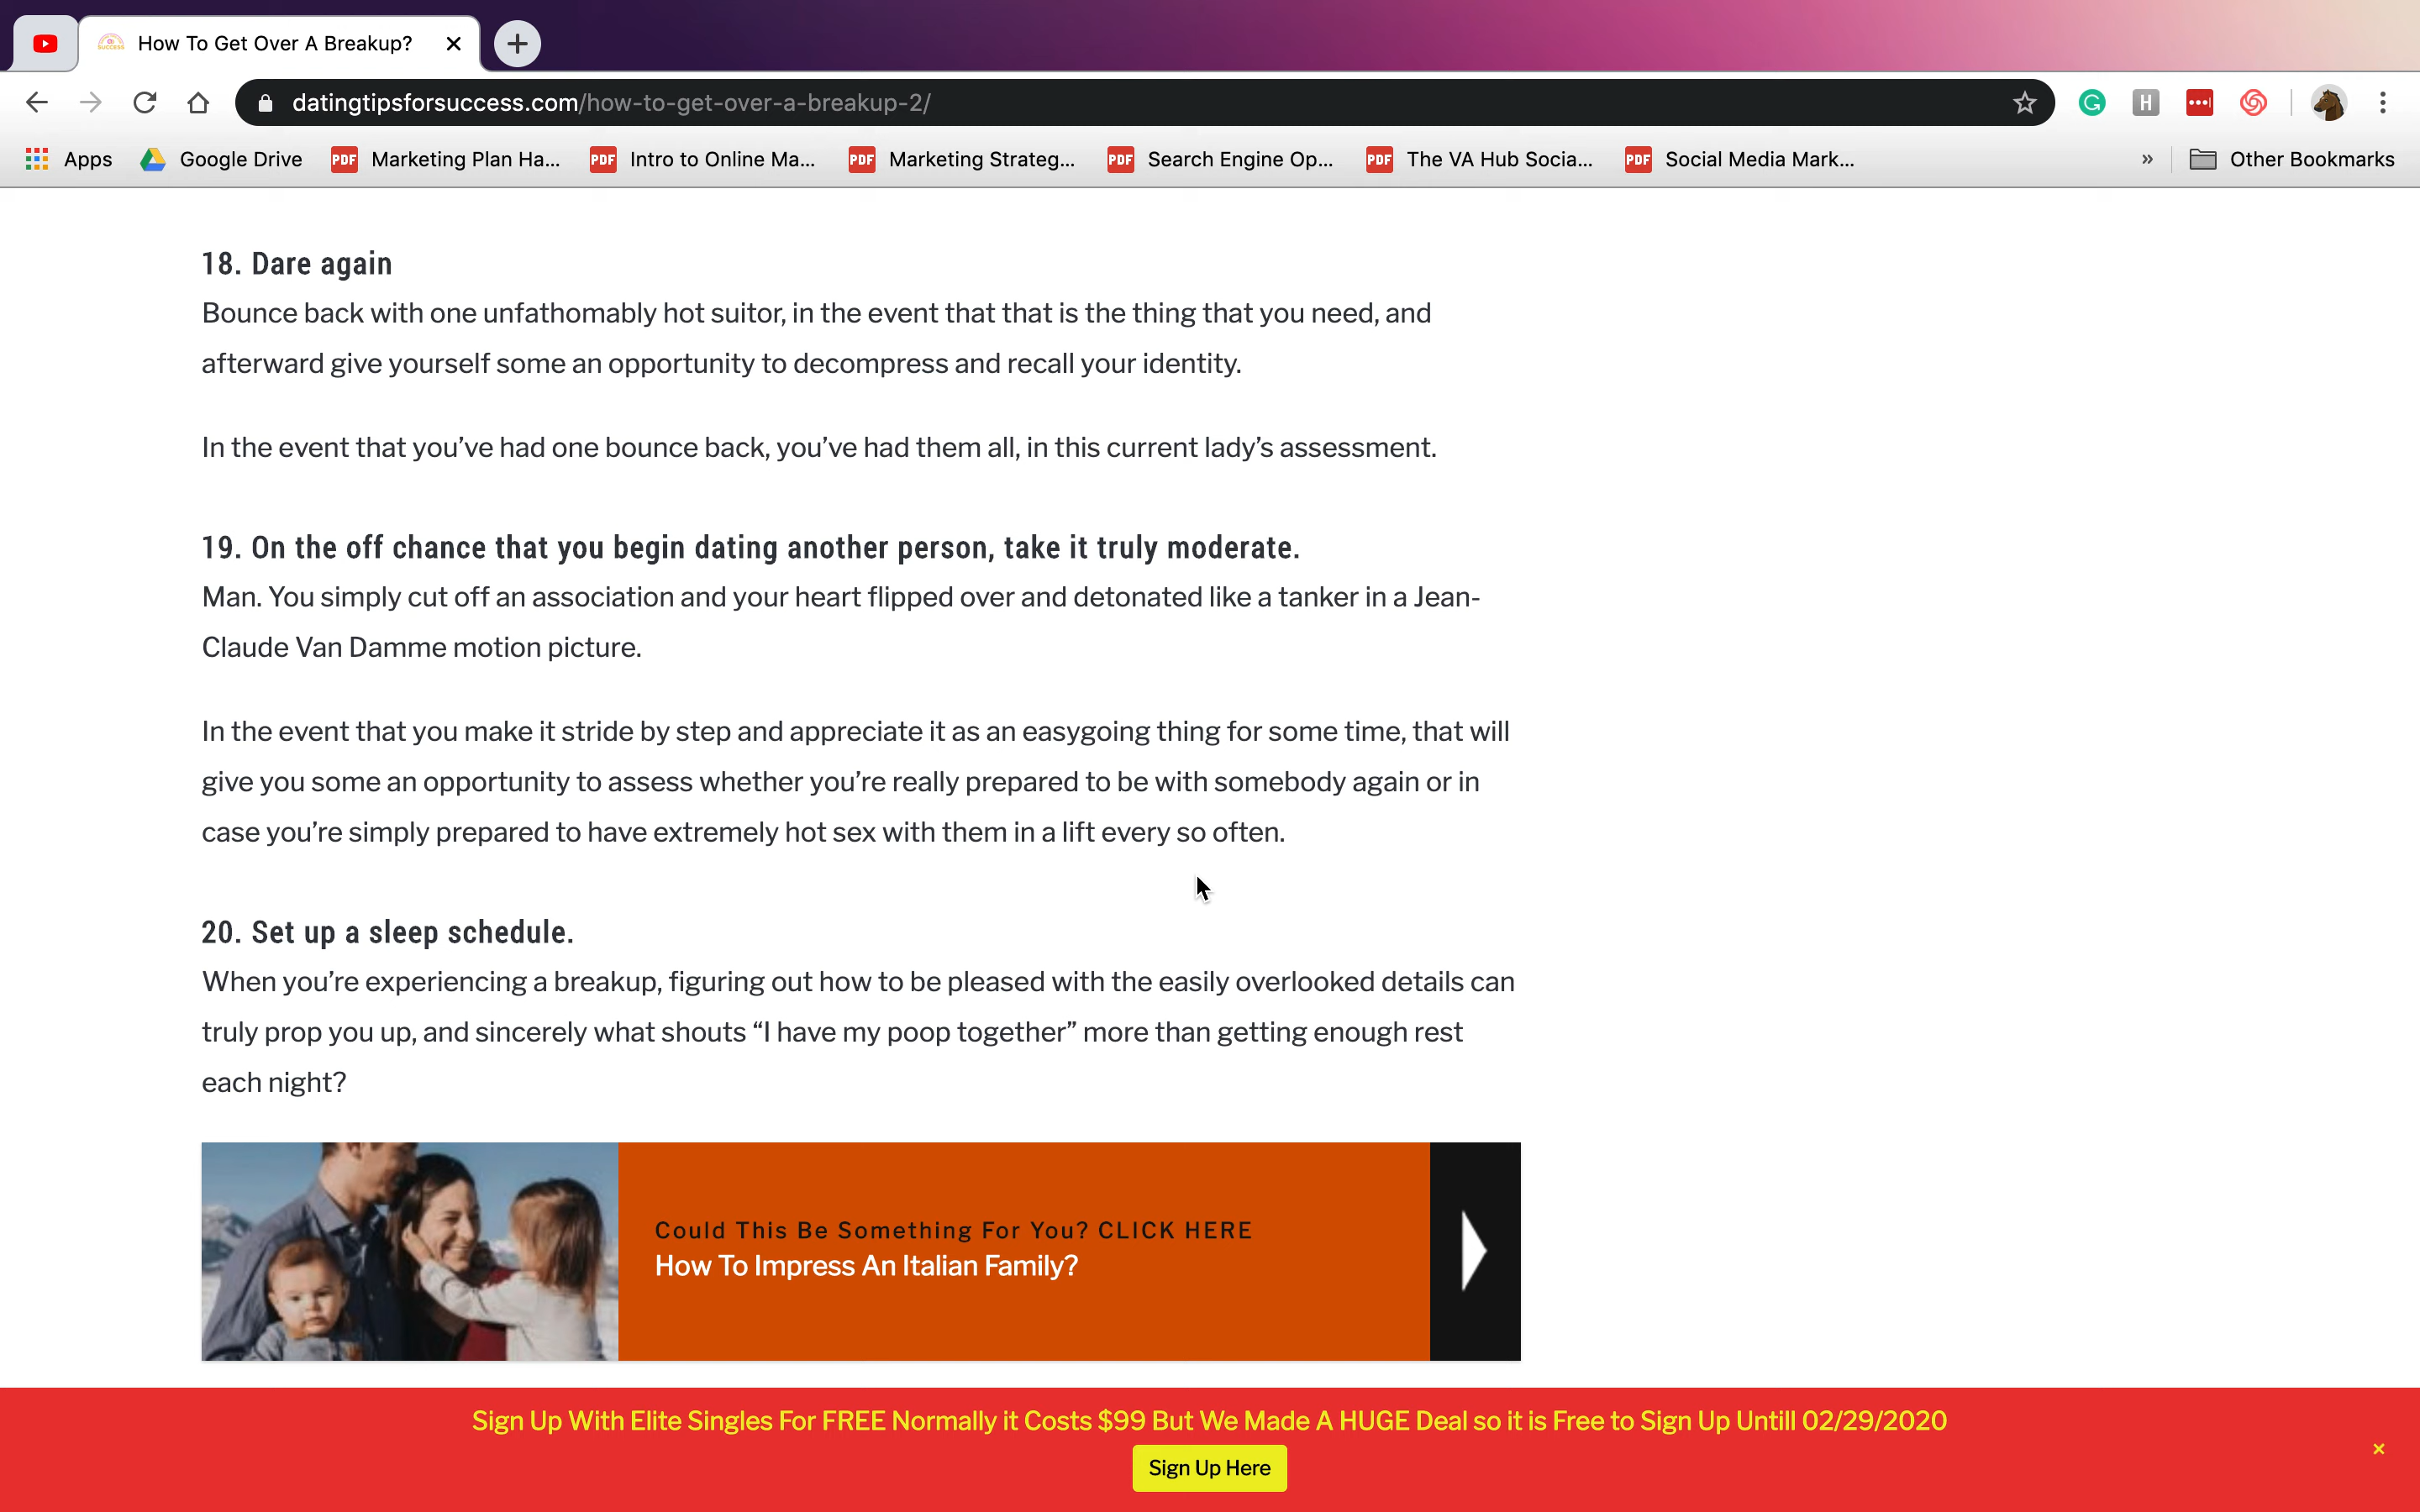 How To Get Over A Breakup?
datingtipsforsuccess.com/how-to-get-over-a-breakup-2/
Apps Google Drive PDF Marketing Plan Ha... PDF Intro to Online Ma... PDF Marketing Strateg... PDF Search Engine Op... PDF The VA Hub Socia... PDF Social Media Mark... » Other Bookmarks
18. Dare again
Bounce back with one unfathomably hot suitor, in the event that that is the thing that you need, and
afterward give yourself some an opportunity to decompress and recall your identity.
In the event that you’ve had one bounce back, you’ve had them all, in this current lady’s assessment.
19. On the off chance that you begin dating another person, take it truly moderate.
Man. You simply cut off an association and your heart flipped over and detonated like a tanker in a Jean-
Claude Van Damme motion picture.
In the event that you make it stride by step and appreciate it as an easygoing thing for some time, that will
give you some an opportunity to assess whether you’re really prepared to be with somebody again or in
case you’re simply prepared to have extremely hot sex with them in a lift every so often.
20. Set up a sleep schedule.
When you’re experiencing a breakup, figuring out how to be pleased with the easily overlooked details can
truly prop you up, and sincerely what shouts “I have my poop together” more than getting enough rest
each night?
Could This Be Something For You? CLICK HERE
How To Impress An Italian Family?
Sign Up With Elite Singles For FREE Normally it Costs $99 But We Made A HUGE Deal so it is Free to Sign Up Untill 02/29/2020
Sign Up Here